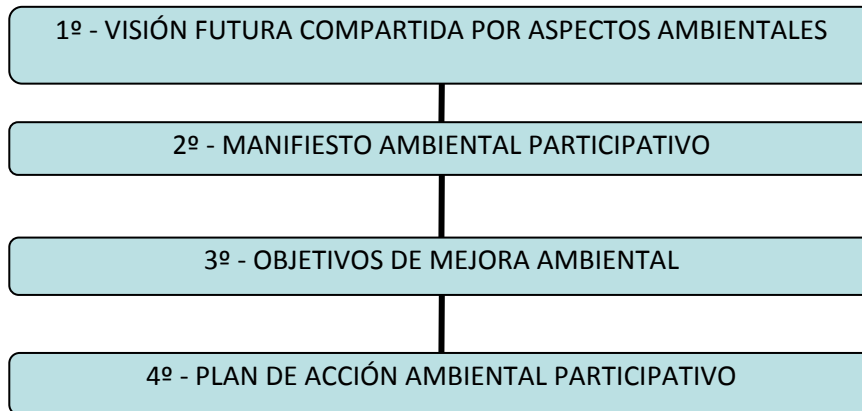 1º - VISIÓN FUTURA COMPARTIDA POR ASPECTOS AMBIENTALES
2º - MANIFIESTO AMBIENTAL PARTICIPATIVO
3º - OBJETIVOS DE MEJORA AMBIENTAL
4º - PLAN DE ACCIÓN AMBIENTAL PARTICIPATIVO